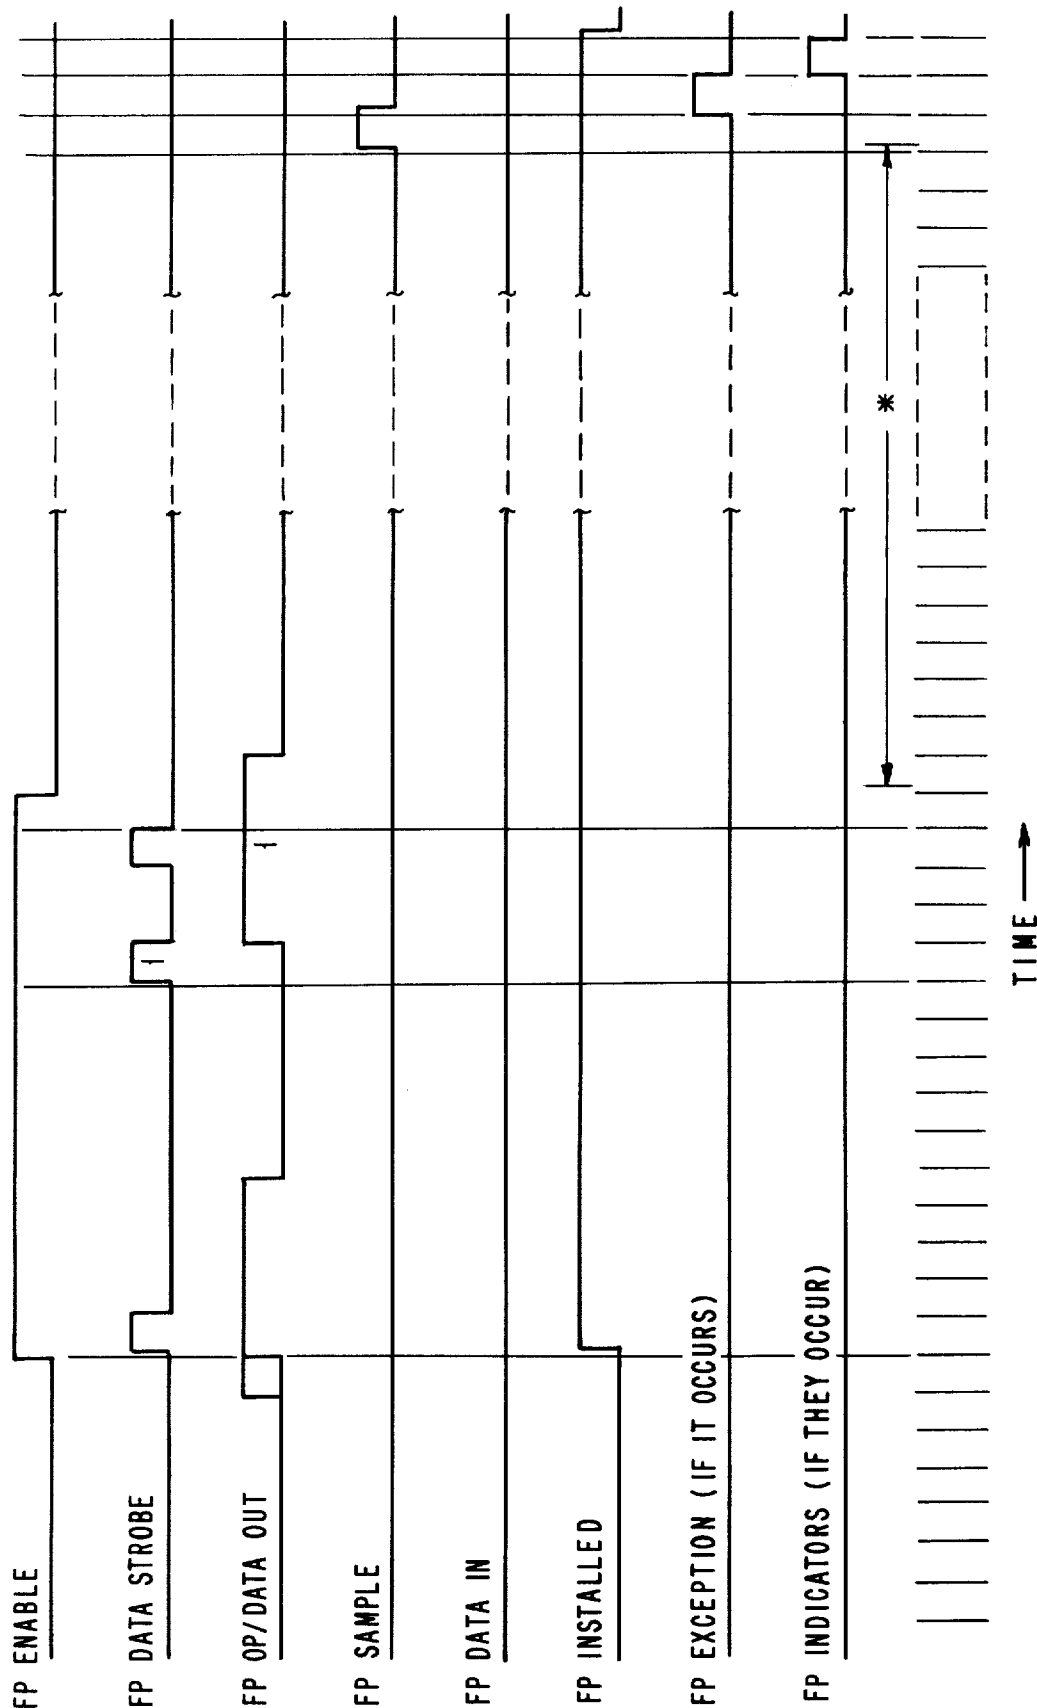 FP ENABLE
FP DATA STROBE
FP OP/DATA OUT
FP SAMPLE
FP DATA IN
FP INSTALLED
FP EXCEPTION (IF IT OCCURS)
FP INDICATORS (IF THEY OCCUR)
*
TIME